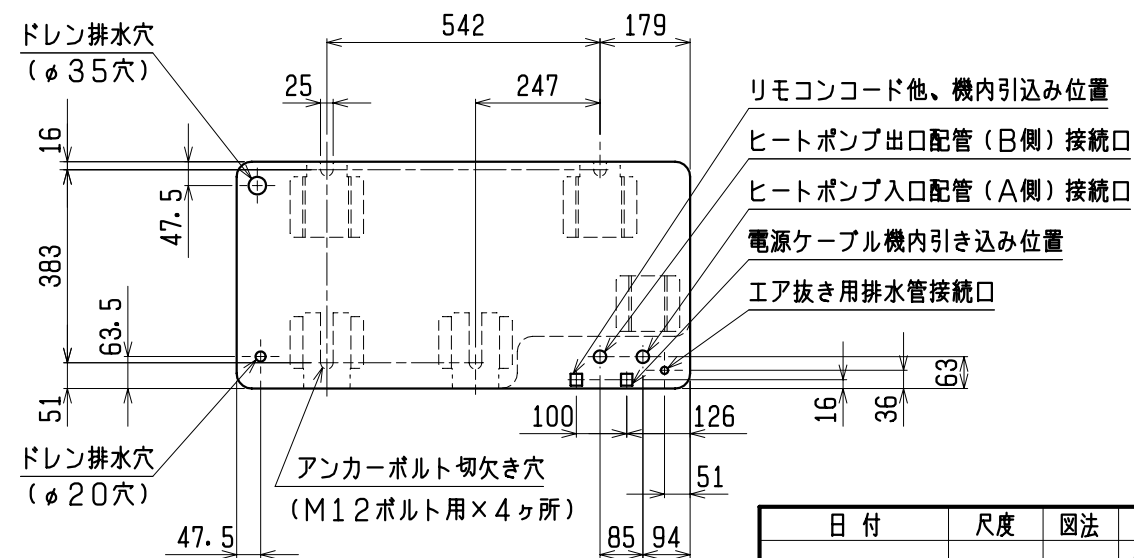 542
179
ドレン排水穴
(φ35穴)
25
247
リモコンコード他、機内引込み位置
16
ヒートポンプ出口配管(B側)接続口
47.5
ヒートポンプ入口配管(A側)接続口
383
電源ケーブル機内引き込み位置
63.5
エア抜き用排水管接続口
51
63
36
16
100
126
ドレン排水穴
(φ20穴)
アンカーボルト切欠き穴
(M12ボルト用×4ヶ所)
51
47.5
85
94
日付
尺度
図法